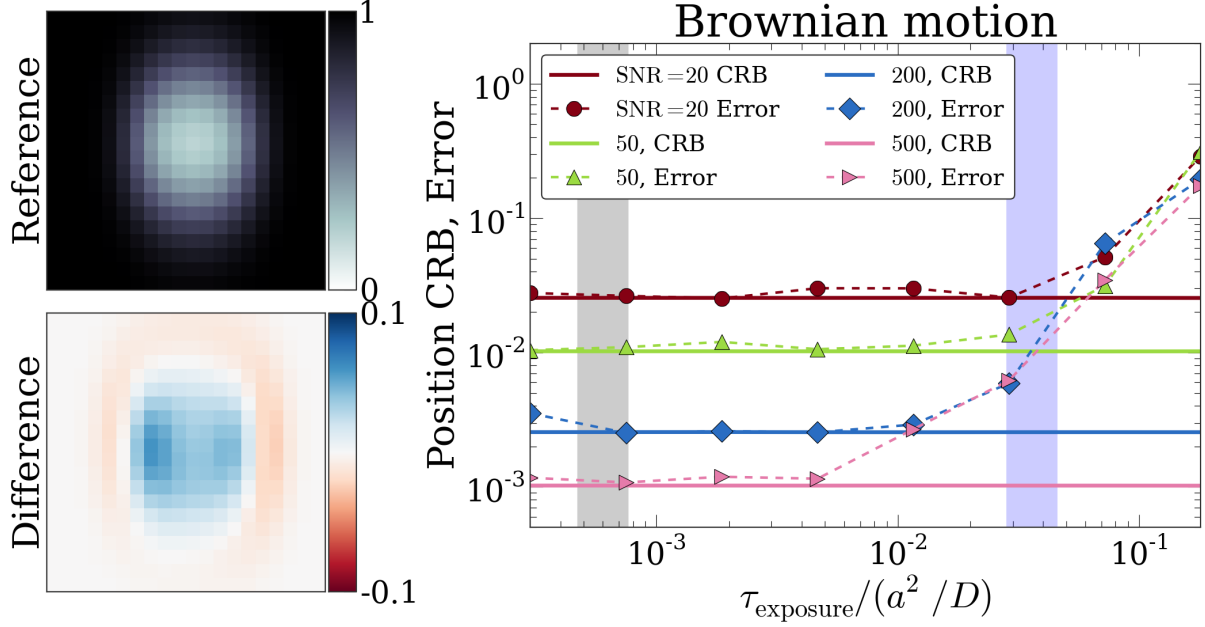 Brownian motion
Reference
1
0
Difference
0.1
-0.1
Position CRB, Error
10^0
10^-1
10^-2
10^-3
SNR = 20 CRB
SNR = 20 Error
50, CRB
50, Error
200, CRB
200, Error
500, CRB
500, Error
10^-3
10^-2
10^-1
τ_exposure/(a^2 /D)